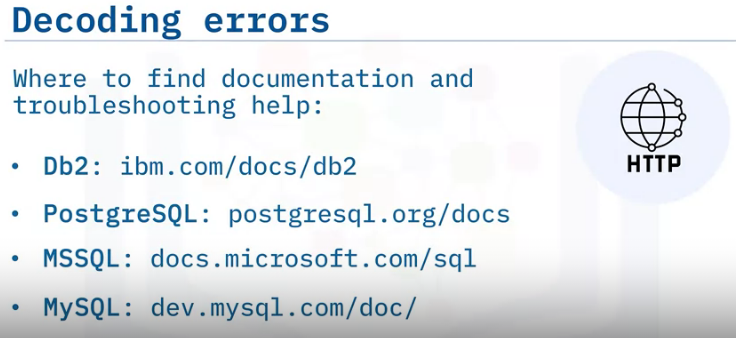 Decoding errors
Where to find documentation and
troubleshooting help:
• Db2: ibm.com/docs/db2
• PostgreSQL: postgresql.org/docs
• MSSQL: docs.microsoft.com/sql
• MySQL: dev.mysql.com/doc/
HTTP